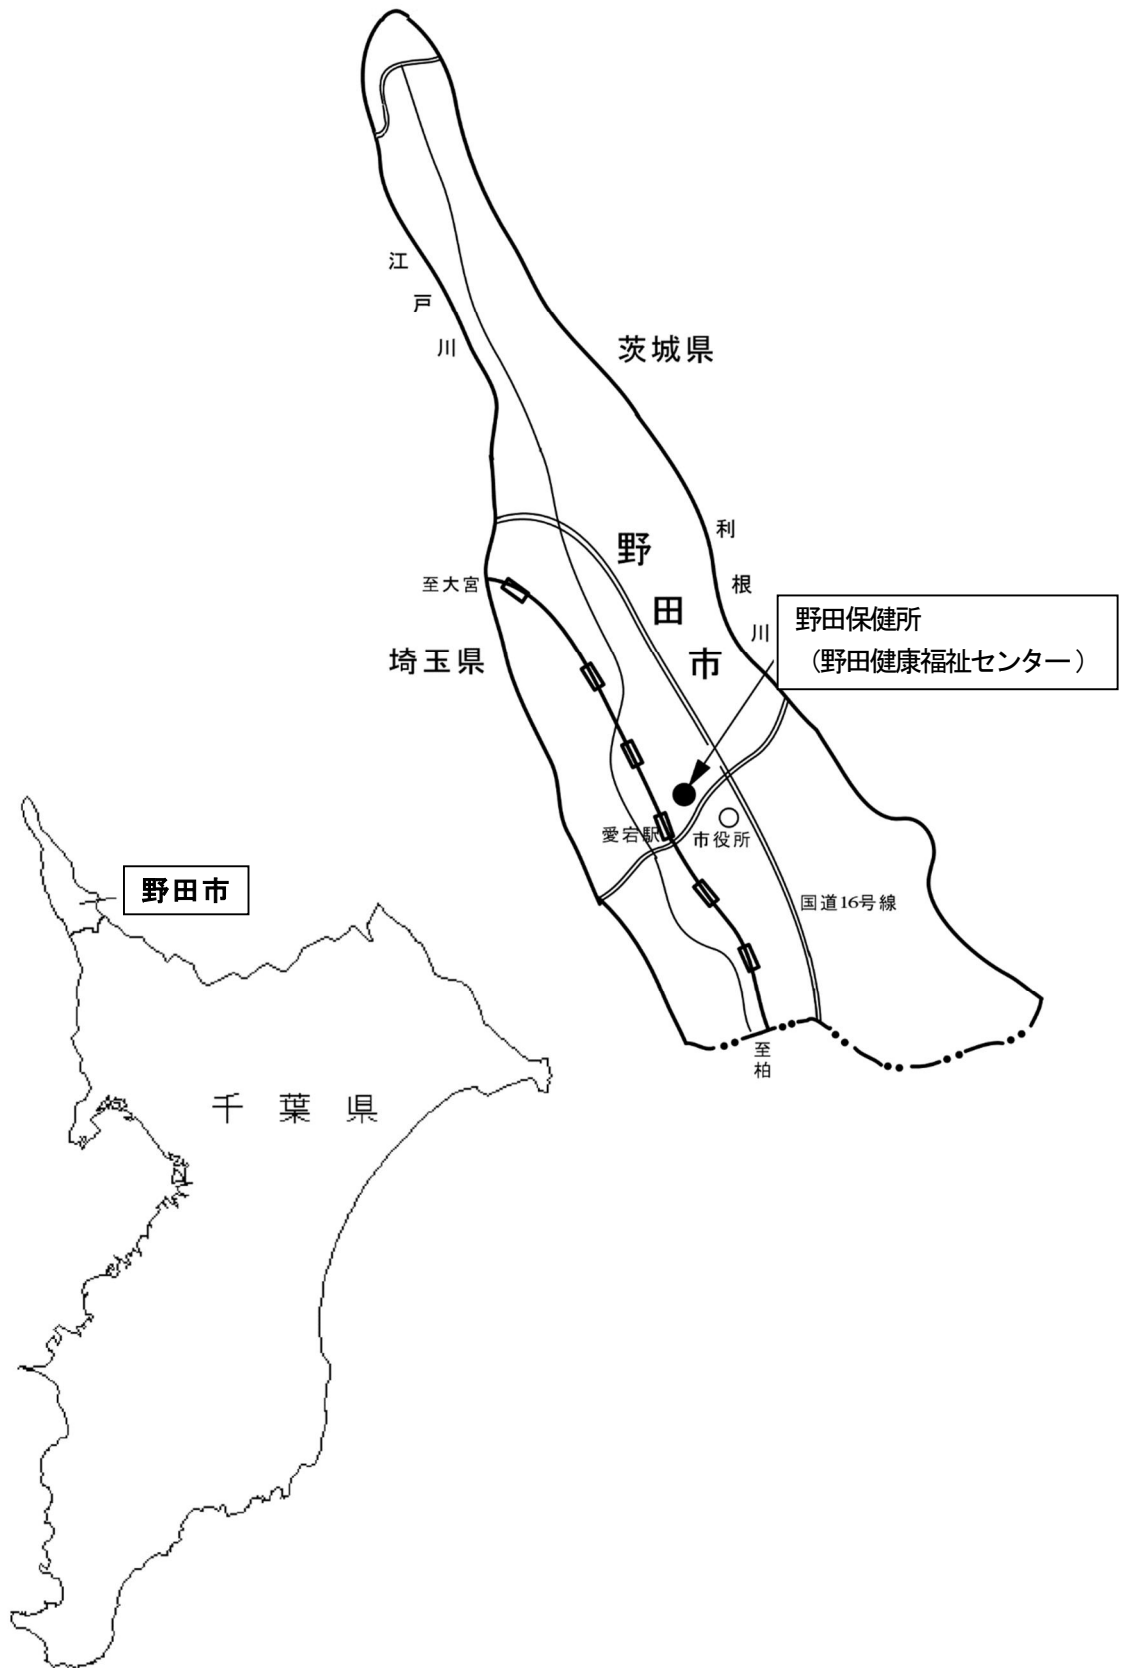 江戸川
茨城県
利根川
野田市
至大宮
埼玉県
野田保健所
（野田健康福祉センター）
愛宕駅
市役所
国道16号線
至柏
野田市
千葉県